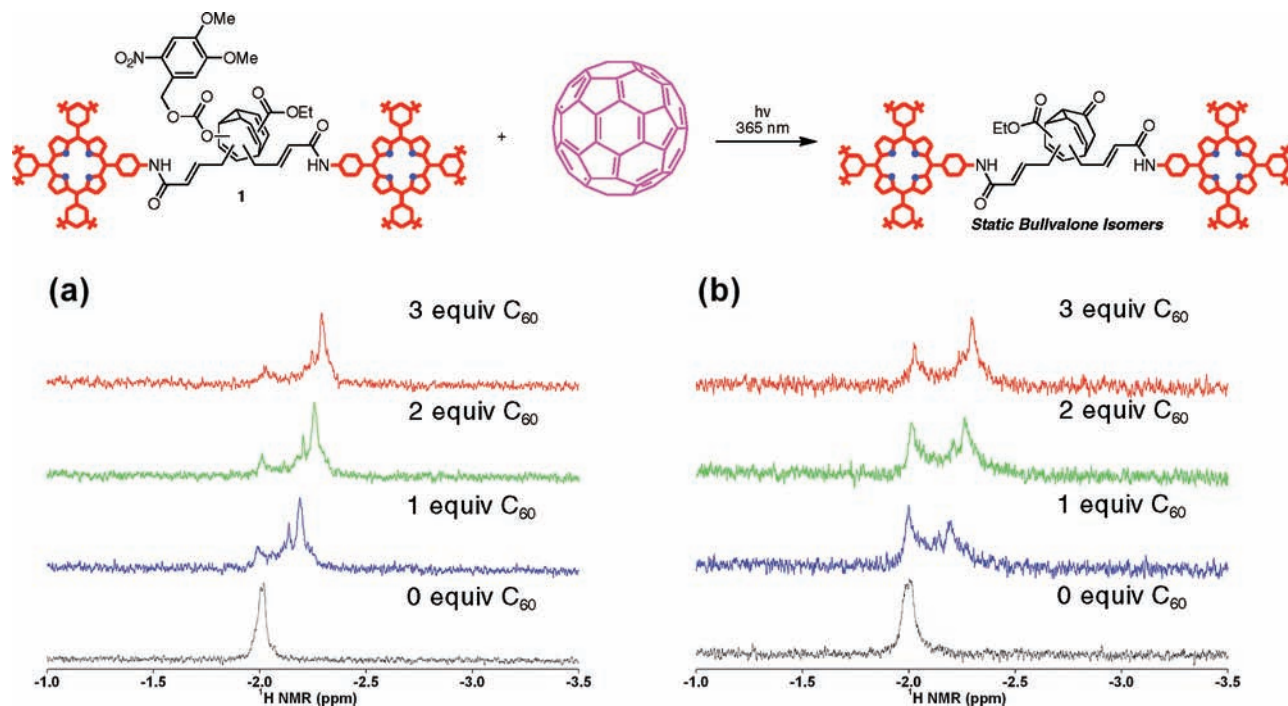 OMe
O₂N
OMe
O
O
O
O
OEt
HN
O
1
O
HN
+
hν
365 nm
O
O
EtO
NH
O
O
HN
Static Bullvalone Isomers
(a)
3 equiv C₆₀
2 equiv C₆₀
1 equiv C₆₀
0 equiv C₆₀
-1.0 -1.5 -2.0 -2.5 -3.0 -3.5
¹H NMR (ppm)
(b)
3 equiv C₆₀
2 equiv C₆₀
1 equiv C₆₀
0 equiv C₆₀
-1.0 -1.5 -2.0 -2.5 -3.0 -3.5
¹H NMR (ppm)